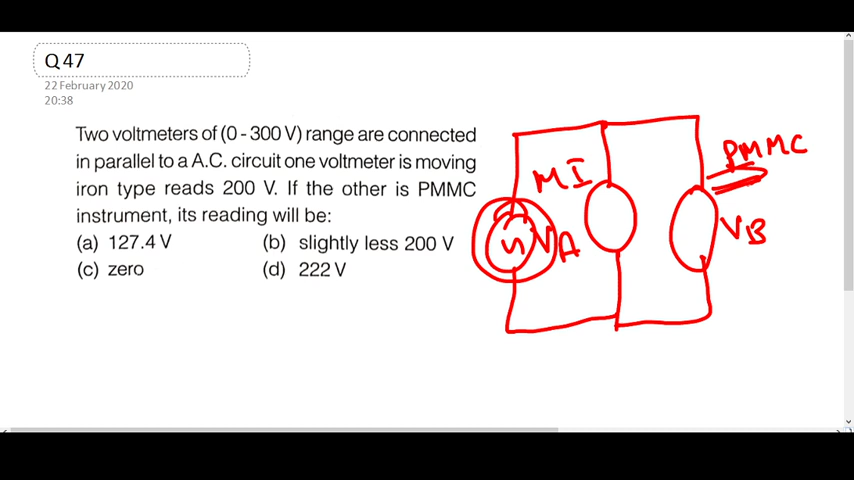 Q 47
22 February 2020
20:38
Two voltmeters of (0 - 300 V) range are connected
in parallel to a A.C. circuit one voltmeter is moving
iron type reads 200 V. If the other is PMMC
instrument, its reading will be:
(a) 127.4 V (b) slightly less 200 V
(c) zero (d) 222 V
PMMC
MI
VA
VB